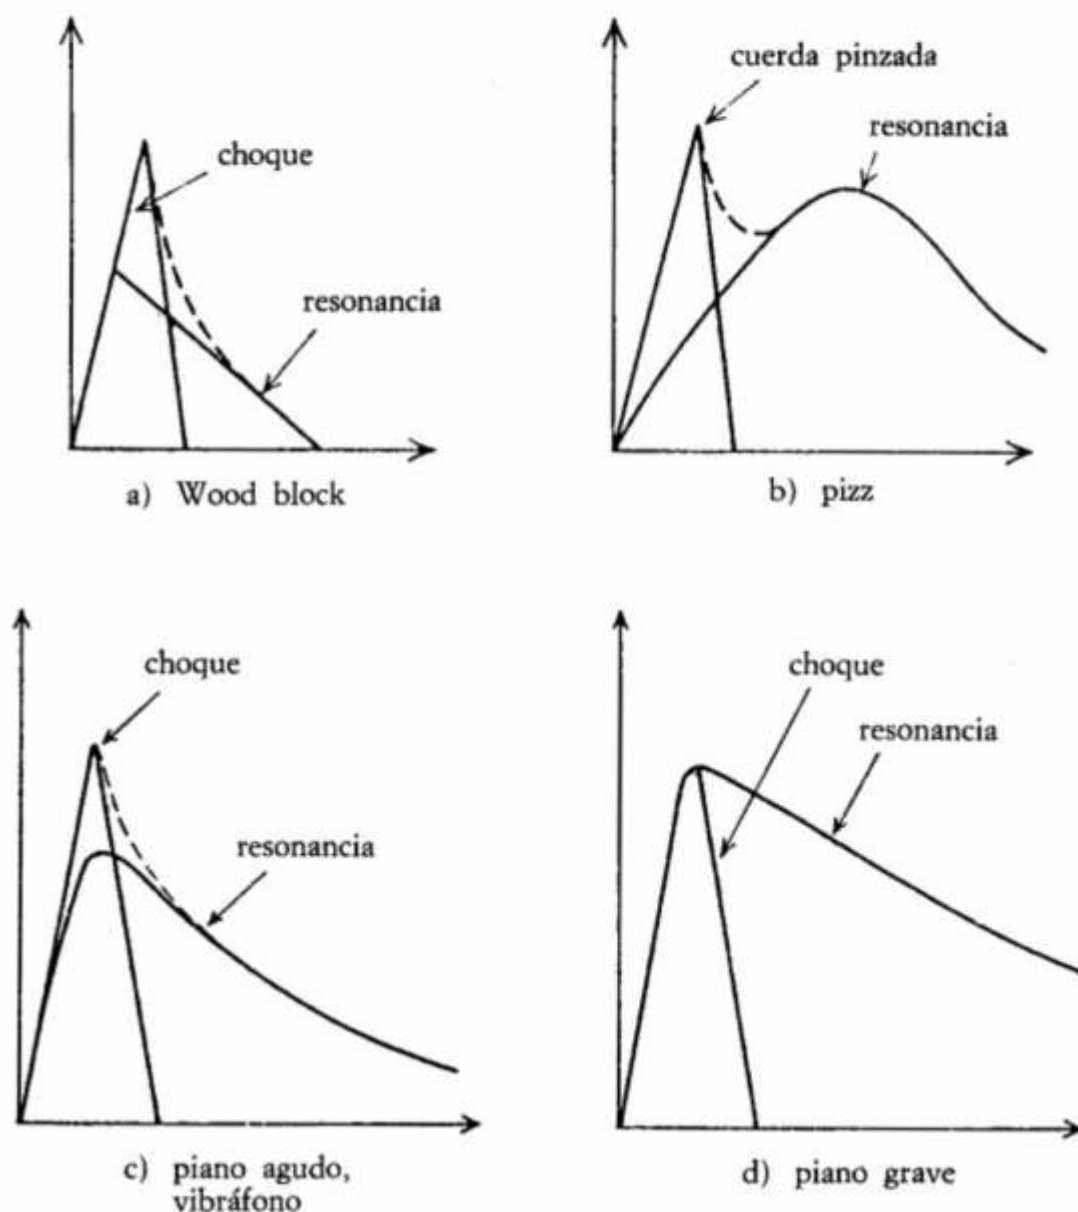 choque
resonancia
a) Wood block
cuerda pinzada
resonancia
b) pizz
choque
resonancia
c) piano agudo,
vibráfono
choque
resonancia
d) piano grave